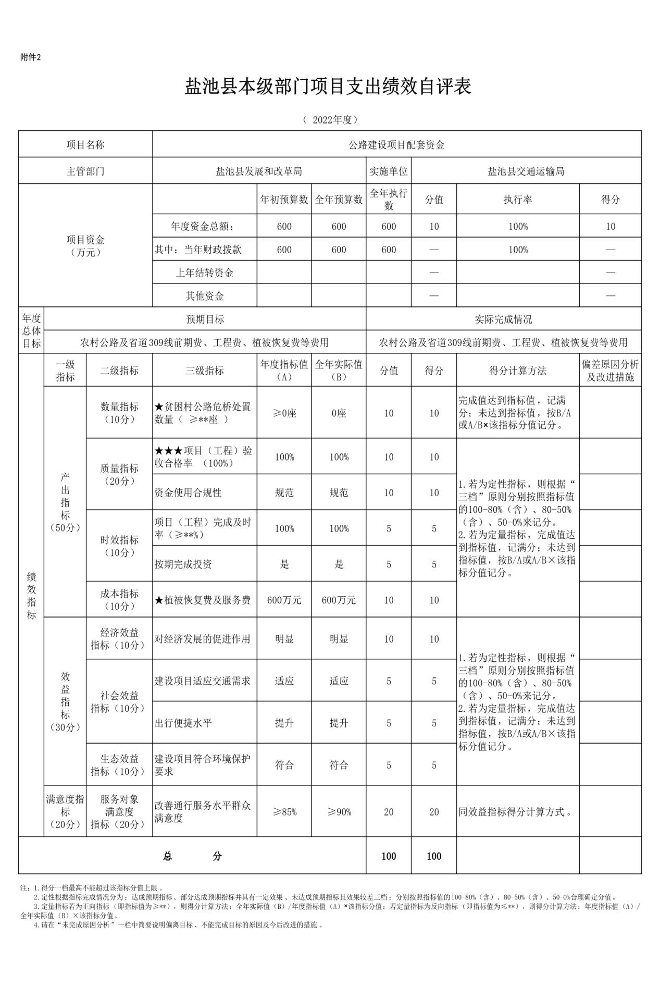 附件2
盐池县本级部门项目支出绩效自评表
（ 2022年度）
项目名称 公路建设项目配套资金
主管部门 盐池县发展和改革局 实施单位 盐池县交通运输局
项目资金
（万元）
年初预算数 全年预算数 全年执行
数 分值 执行率 得分
年度资金总额： 600 600 600 10 100% 10
其中：当年财政拨款 600 600 600 — 100% —
上年结转资金 — —
其他资金 — —
年度
总体
目标
预期目标 实际完成情况
农村公路及省道309线前期费、工程费、植被恢复费等费用 农村公路及省道309线前期费、工程费、植被恢复费等费用
绩
效
指
标
一级
指标
二级指标 三级指标
年度指标值
（A）
全年实际值
（B）
分值 得分 得分计算方法
偏差原因分析
及改进措施
产
出
指
标
（50分）
数量指标
（10分）
★贫困村公路危桥处置
数量（ ≥**座 ）
≥0座 0座 10 10
完成值达到指标值，记满
分；未达到指标值，按B/A
或A/B×该指标分值记分。
质量指标
（20分）
★★★项目（工程）验
收合格率 （100%）
100% 100% 10 10
资金使用合规性 规范 规范 10 10
时效指标
（10分）
项目（工程）完成及时
率（≥**%）
100% 100% 5 5
按期完成投资 是 是 5 5
成本指标
（10分）
★植被恢复费及服务费 600万元 600万元 10 10
1.若为定性指标，则根据“
三档”原则分别按照指标值
的100-80%（含）、80-50%
（含）、50-0%来记分。
2.若为定量指标，完成值达
到指标值，记满分；未达到
指标值，按B/A或A/B×该指
标分值记分。
效
益
指
标
（30分）
经济效益
指标（10分）
对经济发展的促进作用 明显 明显 10 10
社会效益
指标（10分）
建设项目适应交通需求 适应 适应 5 5
出行便捷水平 提升 提升 5 5
生态效益
指标（10分）
建设项目符合环境保护
要求
符合 符合 5 5
1.若为定性指标，则根据“
三档”原则分别按照指标值
的100-80%（含）、80-50%
（含）、50-0%来记分。
2.若为定量指标，完成值达
到指标值，记满分；未达到
指标值，按B/A或A/B×该指
标分值记分。
满意度指
标
（20分）
服务对象
满意度
指标（20分）
改善通行服务水平群众
满意度
≥85% ≥90% 20 20 同效益指标得分计算方式。
总 分 100 100
注：1.得分一档最高不能超过该指标分值上限。
2.定性根据指标完成情况分为：达成预期指标、部分达成预期指标并具有一定效果、未达成预期指标且效果较差三档：分别按照指标值的100-80%（含）、80-50%（含）、50-0%合理确定分值。
3.定量指标若为正向指标（即指标值为≥**），则得分计算方法：全年实际值（B）/年度指标值（A）×该指标分值；若定量指标为反向指标（即指标值为≤**），则得分计算方法：年度指标值（A）/
全年实际值（B）×该指标分值。
4.请在“未完成原因分析”一栏中简要说明偏离目标、不能完成目标的原因及今后改进的措施。